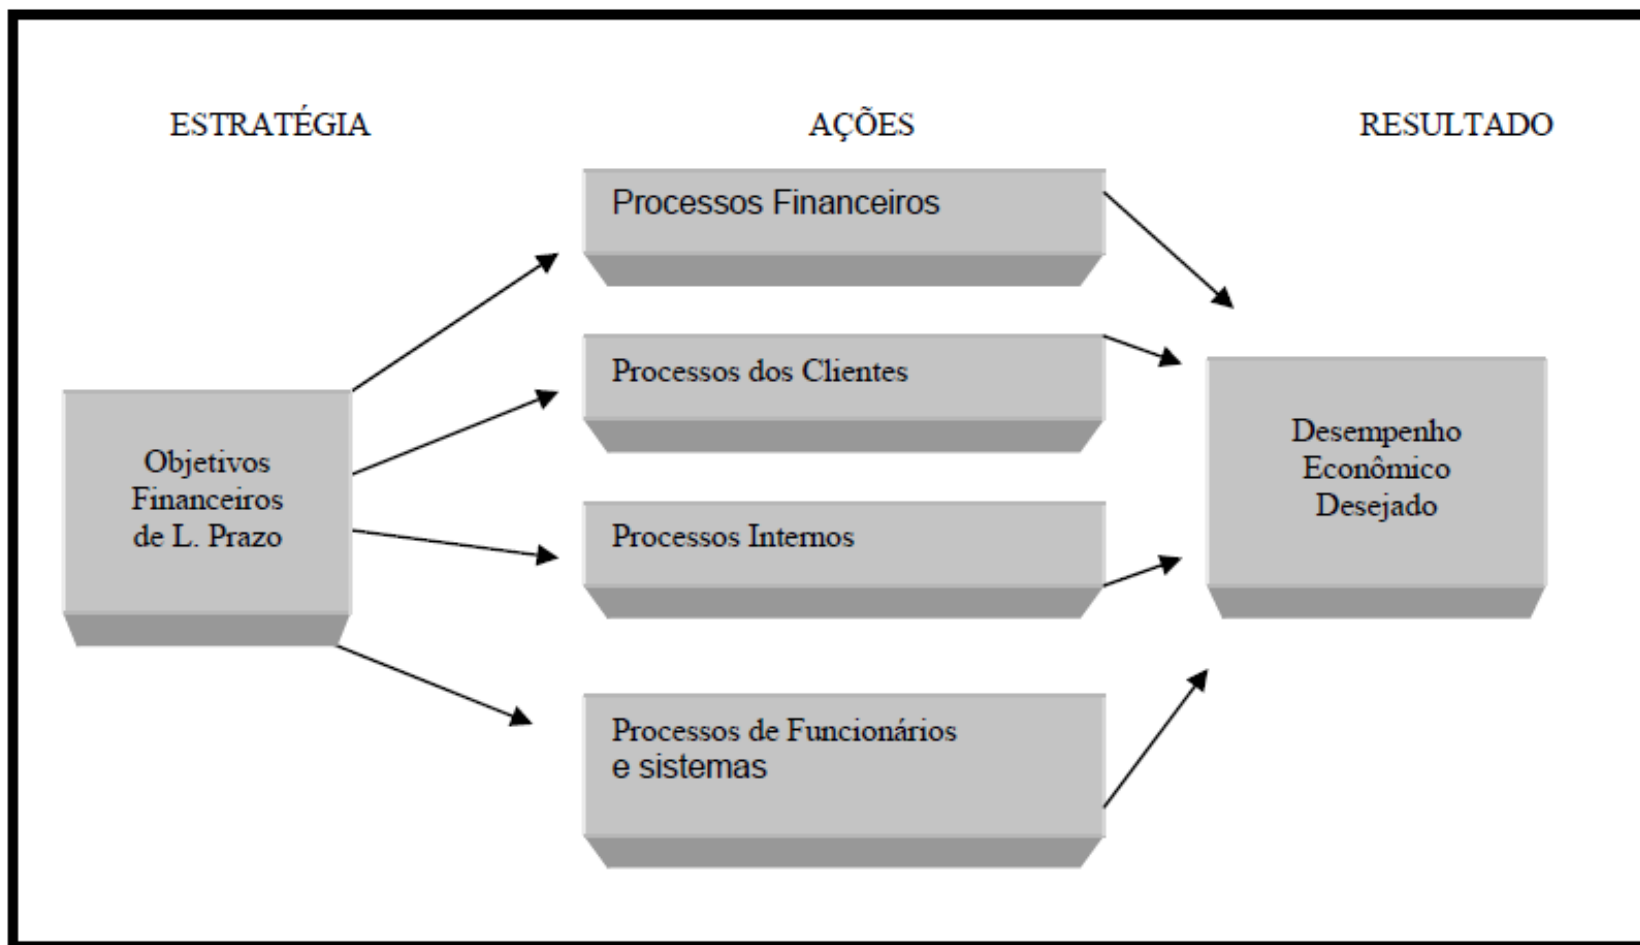 ESTRATÉGIA
AÇÕES
RESULTADO
Processos Financeiros
Processos dos Clientes
Objetivos
Financeiros
de L. Prazo
Processos Internos
Processos de Funcionários
e sistemas
Desempenho
Econômico
Desejado